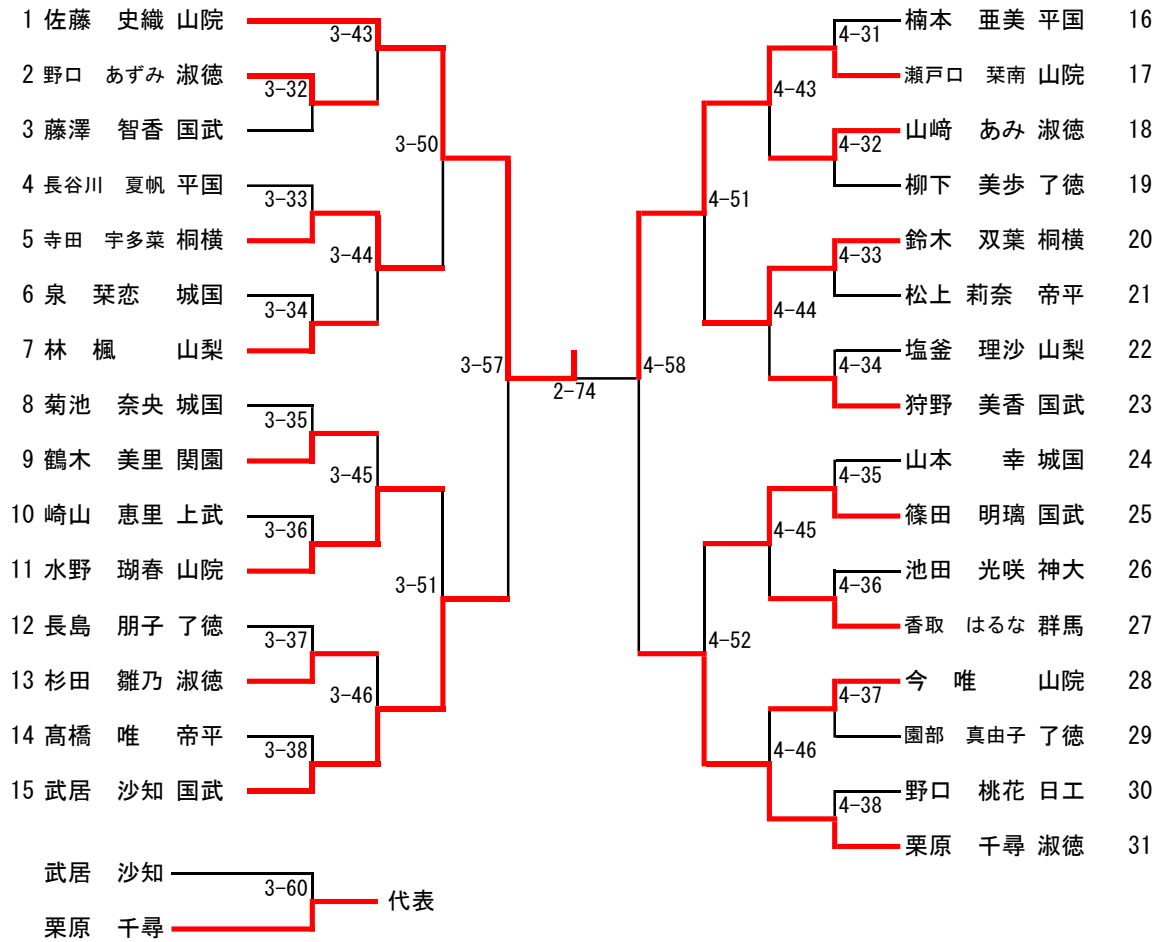 1 佐藤 史織 山院
3-43
2 野口 あずみ 淑徳
3-32
3 藤澤 智香 国武
3-50
4 長谷川 夏帆 平国
3-33
5 寺田 宇多菜 桐横
3-44
6 泉 琹恋 城国
3-34
7 林 楓 山梨
3-57
8 菊池 奈央 城国
3-35
9 鶴木 美里 関園
3-45
10 崎山 恵里 上武
3-36
11 水野 瑚春 山院
3-51
12 長島 朋子 了徳
3-37
13 杉田 雛乃 淑徳
3-46
14 髙橋 唯 帝平
3-38
15 武居 沙知 国武
2-74
楠本 亜美 平国 16
4-31
瀬戸口 栞南 山院 17
4-43
山﨑 あみ 淑徳 18
4-32
柳下 美歩 了徳 19
4-51
鈴木 双葉 桐横 20
4-33
松上 莉奈 帝平 21
4-44
塩釜 理沙 山梨 22
4-34
狩野 美香 国武 23
4-58
山本 幸 城国 24
4-35
篠田 明璃 国武 25
4-45
池田 光咲 神大 26
4-36
香取 はるな 群馬 27
4-52
今 唯 山院 28
4-37
園部 真由子 了徳 29
4-46
野口 桃花 日工 30
4-38
栗原 千尋 淑徳 31
武居 沙知
3-60
代表
栗原 千尋